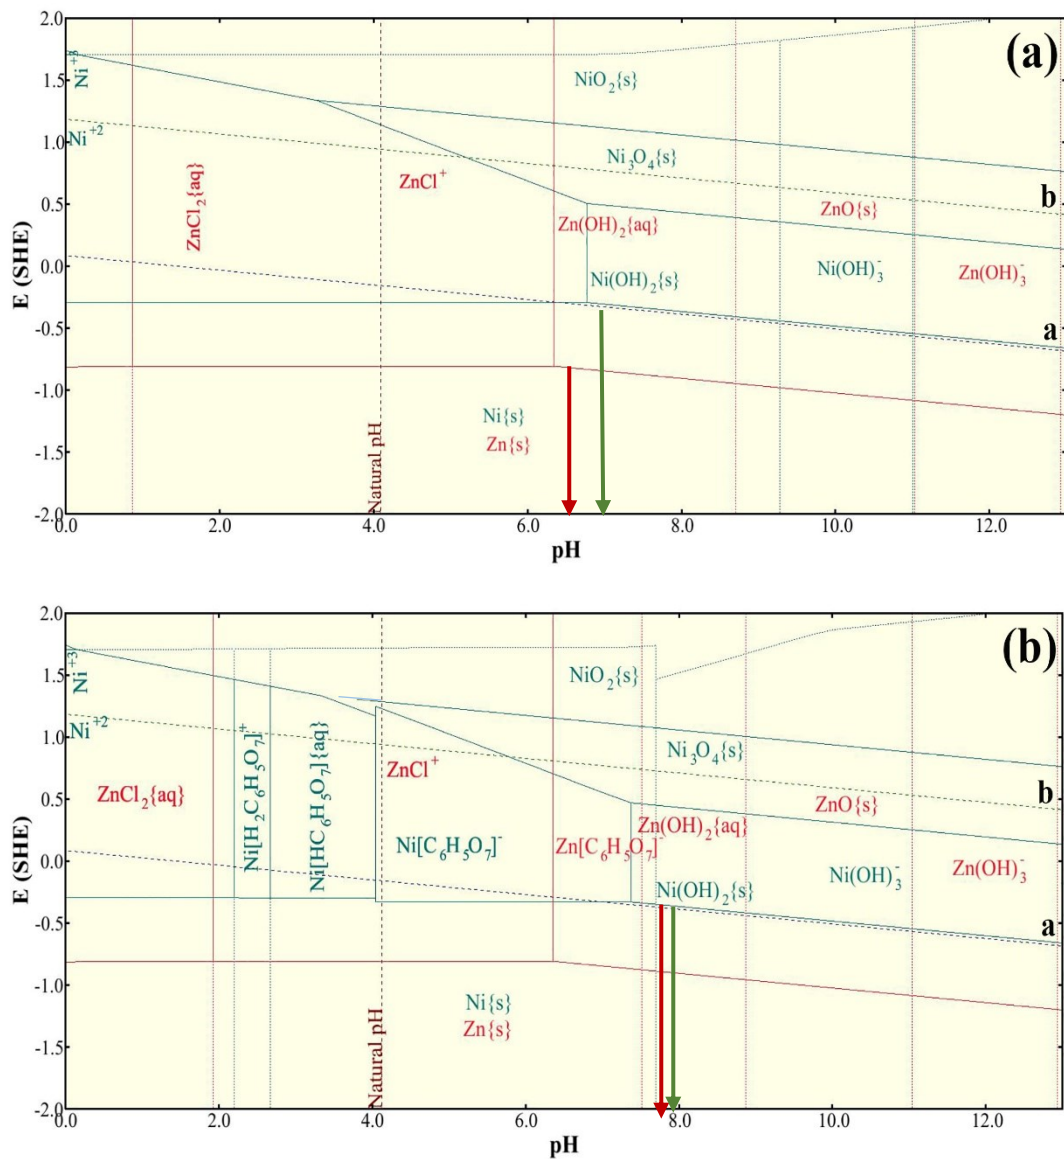 (a)
2.0
1.5
1.0
0.5
0.0
-0.5
-1.0
-1.5
-2.0
E (SHE)
Ni⁺³
Ni⁺²
ZnCl₂{aq}
ZnCl⁺
NiO₂{s}
Ni₃O₄{s}
b
ZnO{s}
Zn(OH)₂{aq}
Ni(OH)₂{s}
Ni(OH)₃⁻
Zn(OH)₃⁻
a
Ni{s}
Zn{s}
Natural pH
0.0 2.0 4.0 6.0 8.0 10.0 12.0
pH
(b)
2.0
1.5
1.0
0.5
0.0
-0.5
-1.0
-1.5
-2.0
E (SHE)
Ni⁺³
Ni⁺²
ZnCl₂{aq}
Ni[H₂C₆H₅O₇]⁺
Ni[HC₆H₅O₇]{aq}
ZnCl⁺
Ni[C₆H₅O₇]⁻
NiO₂{s}
Ni₃O₄{s}
b
ZnO{s}
Zn(OH)₂{aq}
Zn[C₆H₅O₇]⁻
Ni(OH)₂{s}
Ni(OH)₃⁻
Zn(OH)₃⁻
a
Ni{s}
Zn{s}
Natural pH
0.0 2.0 4.0 6.0 8.0 10.0 12.0
pH